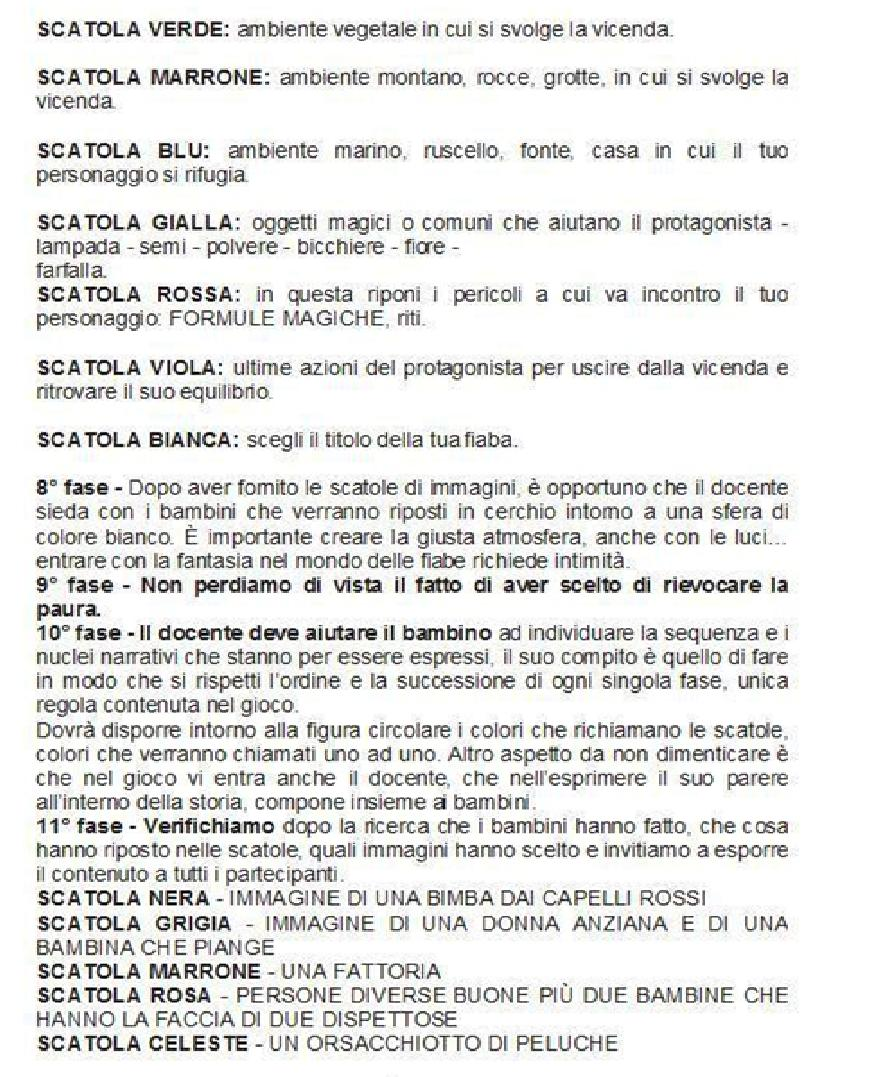 SCATOLA VERDE: ambiente vegetale in cui si svolge la vicenda.
SCATOLA MARRONE: ambiente montano, rocce, grotte, in cui si svolge la
vicenda.
SCATOLA BLU: ambiente marino, ruscello, fonte, casa in cui il tuo
personaggio si rifugia.
SCATOLA GIALLA: oggetti magici o comuni che aiutano il protagonista -
lampada - semi - polvere - bicchiere - fiore -
farfalla.
SCATOLA ROSSA: in questa riponi i pericoli a cui va incontro il tuo
personaggio: FORMULE MAGICHE, riti.
SCATOLA VIOLA: ultime azioni del protagonista per uscire dalla vicenda e
ritrovare il suo equilibrio.
SCATOLA BIANCA: scegli il titolo della tua fiaba.
8° fase - Dopo aver fornito le scatole di immagini, è opportuno che il docente
sieda con i bambini che verranno riposti in cerchio intorno a una sfera di
colore bianco. È importante creare la giusta atmosfera, anche con le luci...
entrare con la fantasia nel mondo delle fiabe richiede intimità.
9° fase - Non perdiamo di vista il fatto di aver scelto di rievocare la
paura.
10° fase - Il docente deve aiutare il bambino ad individuare la sequenza e i
nuclei narrativi che stanno per essere espressi, il suo compito è quello di fare
in modo che si rispetti l'ordine e la successione di ogni singola fase, unica
regola contenuta nel gioco.
Dovrà disporre intorno alla figura circolare i colori che richiamano le scatole,
colori che verranno chiamati uno ad uno. Altro aspetto da non dimenticare è
che nel gioco vi entra anche il docente, che nell'esprimere il suo parere
all'interno della storia, compone insieme ai bambini.
11° fase - Verifichiamo dopo la ricerca che i bambini hanno fatto, che cosa
hanno riposto nelle scatole, quali immagini hanno scelto e invitiamo a esporre
il contenuto a tutti i partecipanti.
SCATOLA NERA - IMMAGINE DI UNA BIMBA DAI CAPELLI ROSSI
SCATOLA GRIGIA - IMMAGINE DI UNA DONNA ANZIANA E DI UNA
BAMBINA CHE PIANGE
SCATOLA MARRONE - UNA FATTORIA
SCATOLA ROSA - PERSONE DIVERSE BUONE PIÙ DUE BAMBINE CHE
HANNO LA FACCIA DI DUE DISPETTOSE
SCATOLA CELESTE - UN ORSACCHIOTTO DI PELUCHE